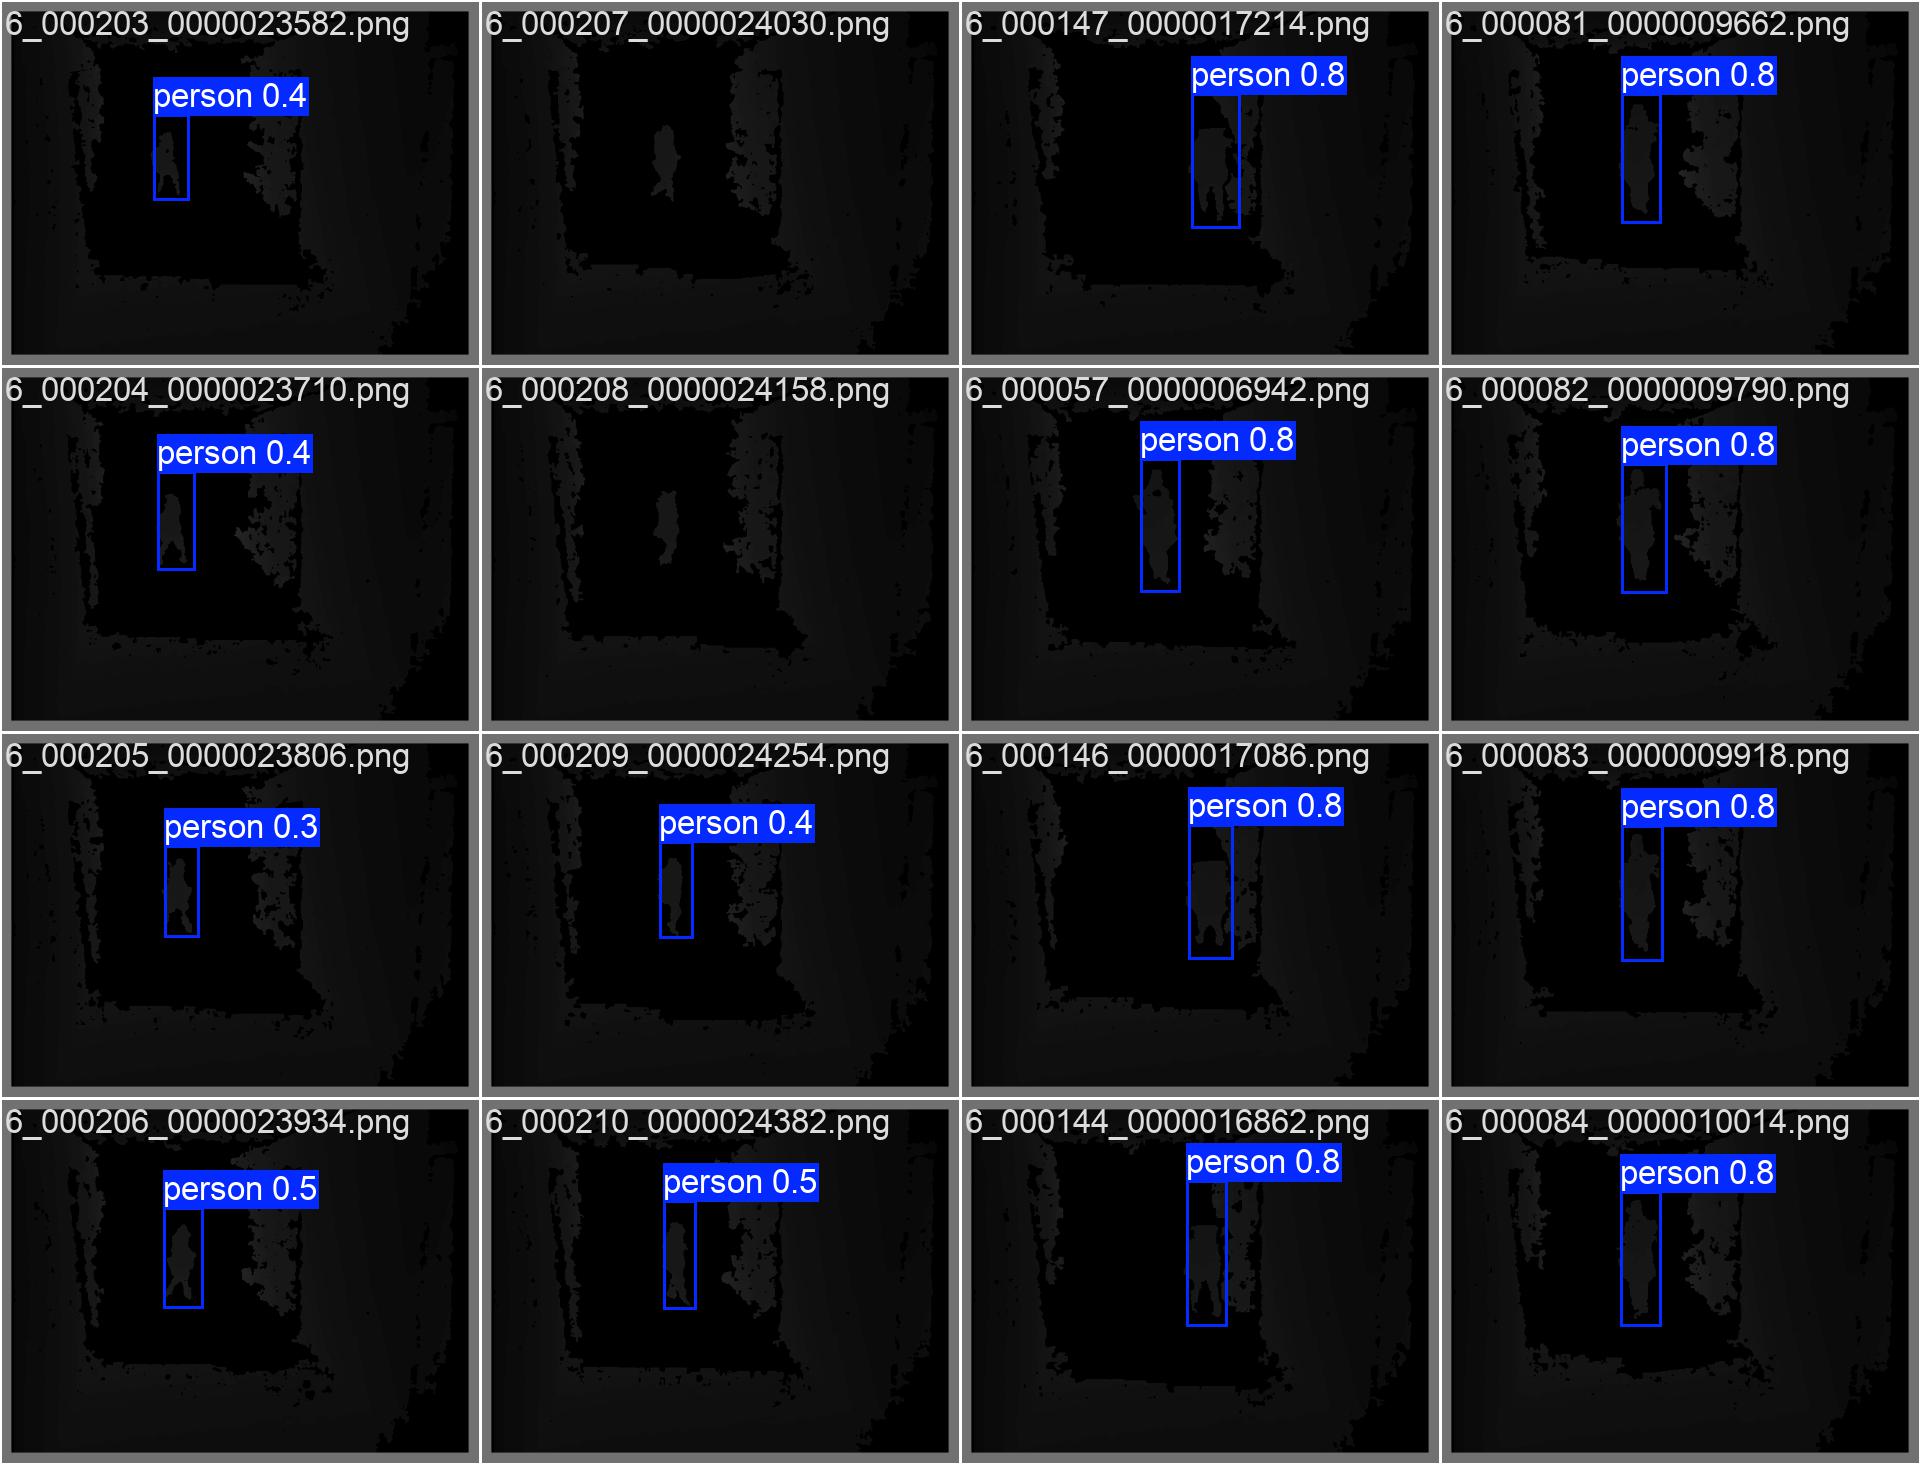 6_000203_0000023582.png
person 0.4
6_000207_0000024030.png
6_000147_0000017214.png
person 0.8
6_000081_0000009662.png
person 0.8
6_000204_0000023710.png
person 0.4
6_000208_0000024158.png
6_000057_0000006942.png
person 0.8
6_000082_0000009790.png
person 0.8
6_000205_0000023806.png
person 0.3
6_000209_0000024254.png
person 0.4
6_000146_0000017086.png
person 0.8
6_000083_0000009918.png
person 0.8
6_000206_0000023934.png
person 0.5
6_000210_0000024382.png
person 0.5
6_000144_0000016862.png
person 0.8
6_000084_0000010014.png
person 0.8